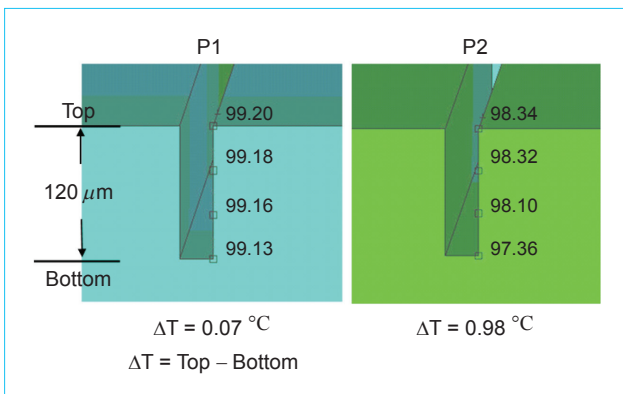 P1
P2
Top
99.20
98.34
99.18
98.32
120 μm
99.16
98.10
99.13
97.36
Bottom
ΔT = 0.07 °C
ΔT = 0.98 °C
ΔT = Top – Bottom